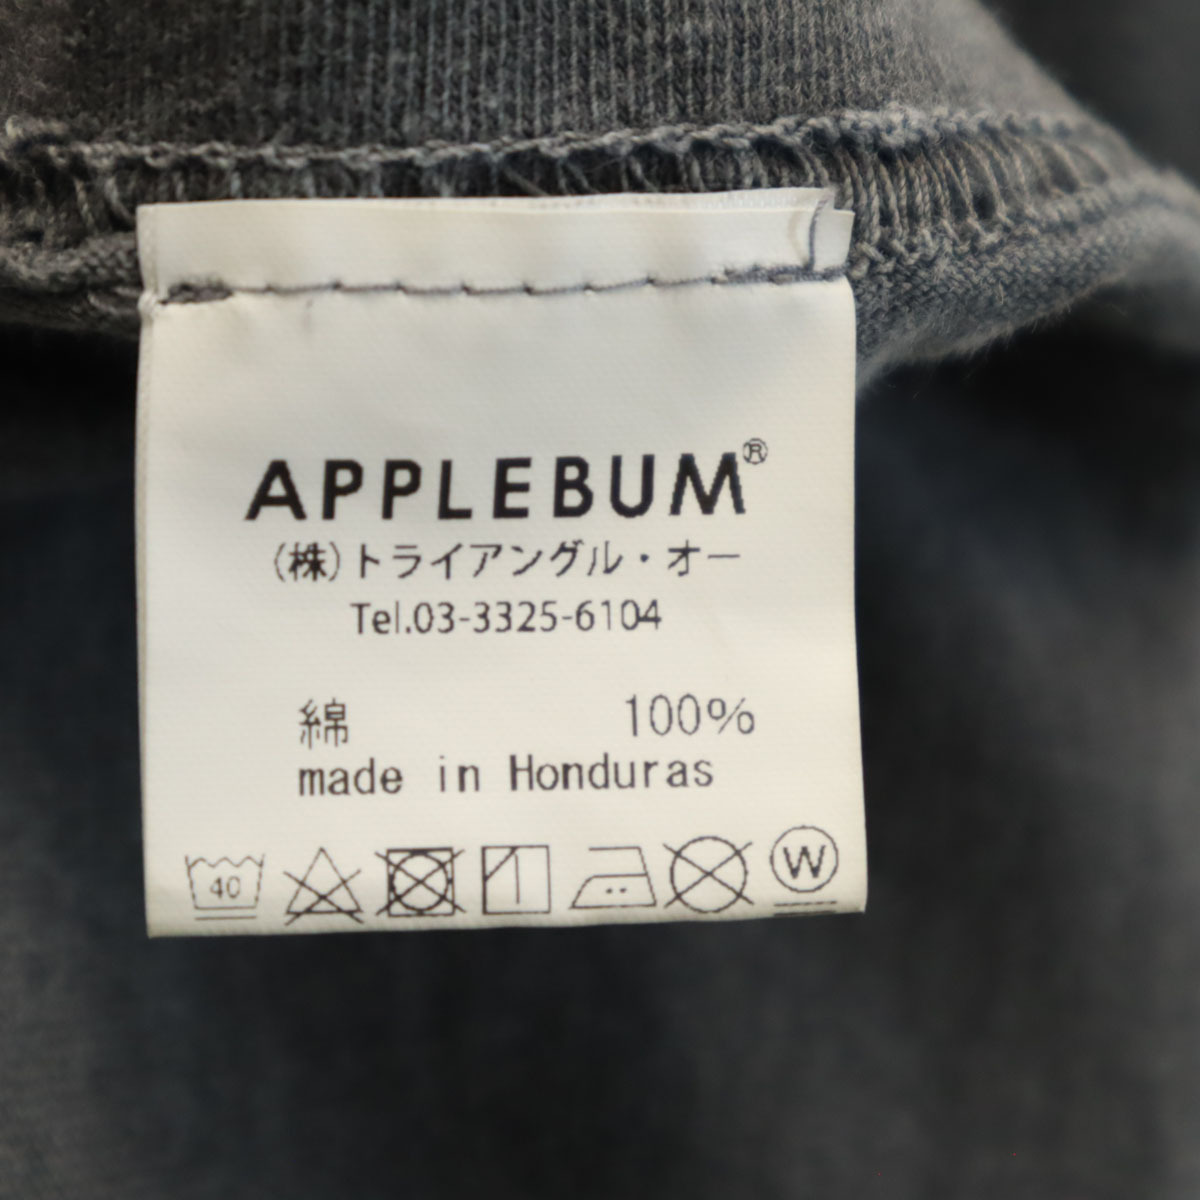 APPLEBUM®
(株)トライアングル・オー
Tel.03-3325-6104
綿 100%
made in Honduras
40 W